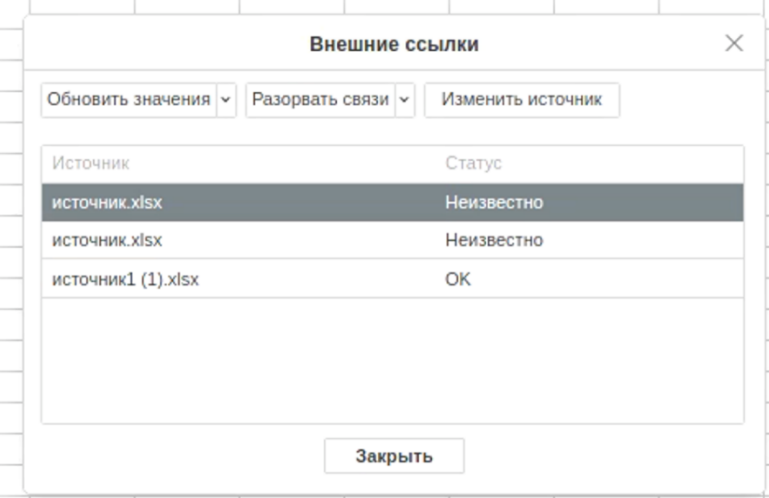 Внешние ссылки
Обновить значения Разорвать связи Изменить источник
Источник Статус
источник.xlsx Неизвестно
источник.xlsx Неизвестно
источник1 (1).xlsx OK
Закрыть